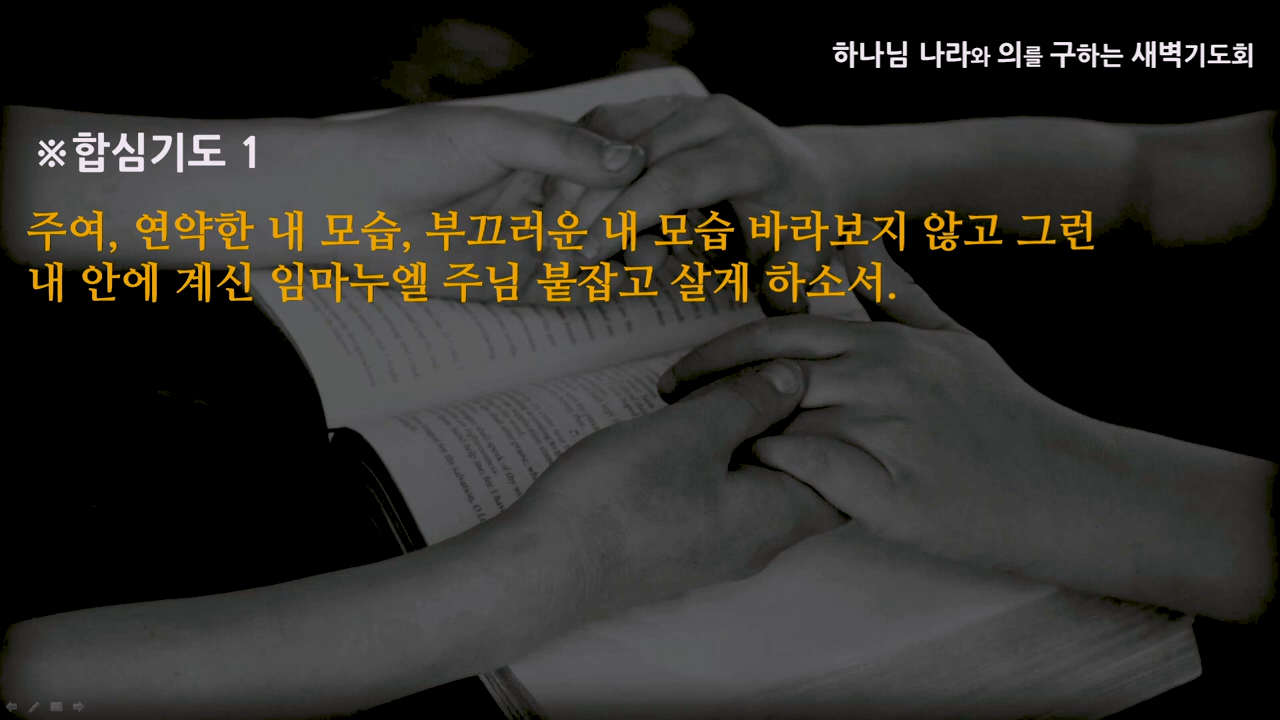 하나님 나라와 의를 구하는 새벽기도회
※합심기도 1
주여, 연약한 내 모습, 부끄러운 내 모습 바라보지 않고 그런
내 안에 계신 임마누엘 주님 붙잡고 살게 하소서.